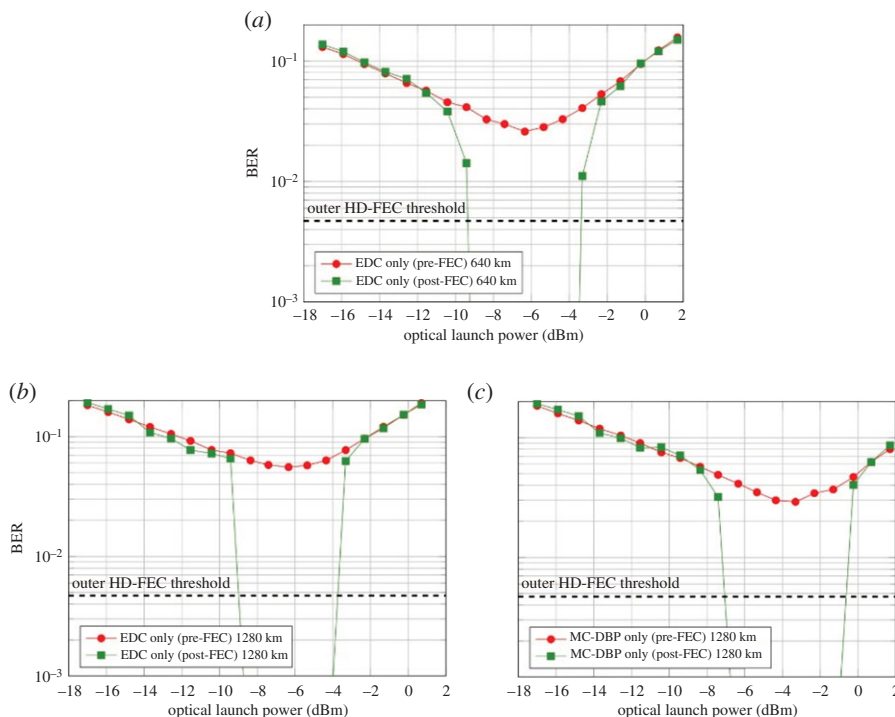 (a)
10⁻¹
10⁻²
10⁻³
BER
outer HD-FEC threshold
EDC only (pre-FEC) 640 km
EDC only (post-FEC) 640 km
–18 –16 –14 –12 –10 –8 –6 –4 –2 0 2
optical launch power (dBm)
(b)
10⁻¹
10⁻²
10⁻³
BER
outer HD-FEC threshold
EDC only (pre-FEC) 1280 km
EDC only (post-FEC) 1280 km
–18 –16 –14 –12 –10 –8 –6 –4 –2 0 2
optical launch power (dBm)
(c)
outer HD-FEC threshold
MC-DBP only (pre-FEC) 1280 km
MC-DBP only (post-FEC) 1280 km
–18 –16 –14 –12 –10 –8 –6 –4 –2 0 2
optical launch power (dBm)